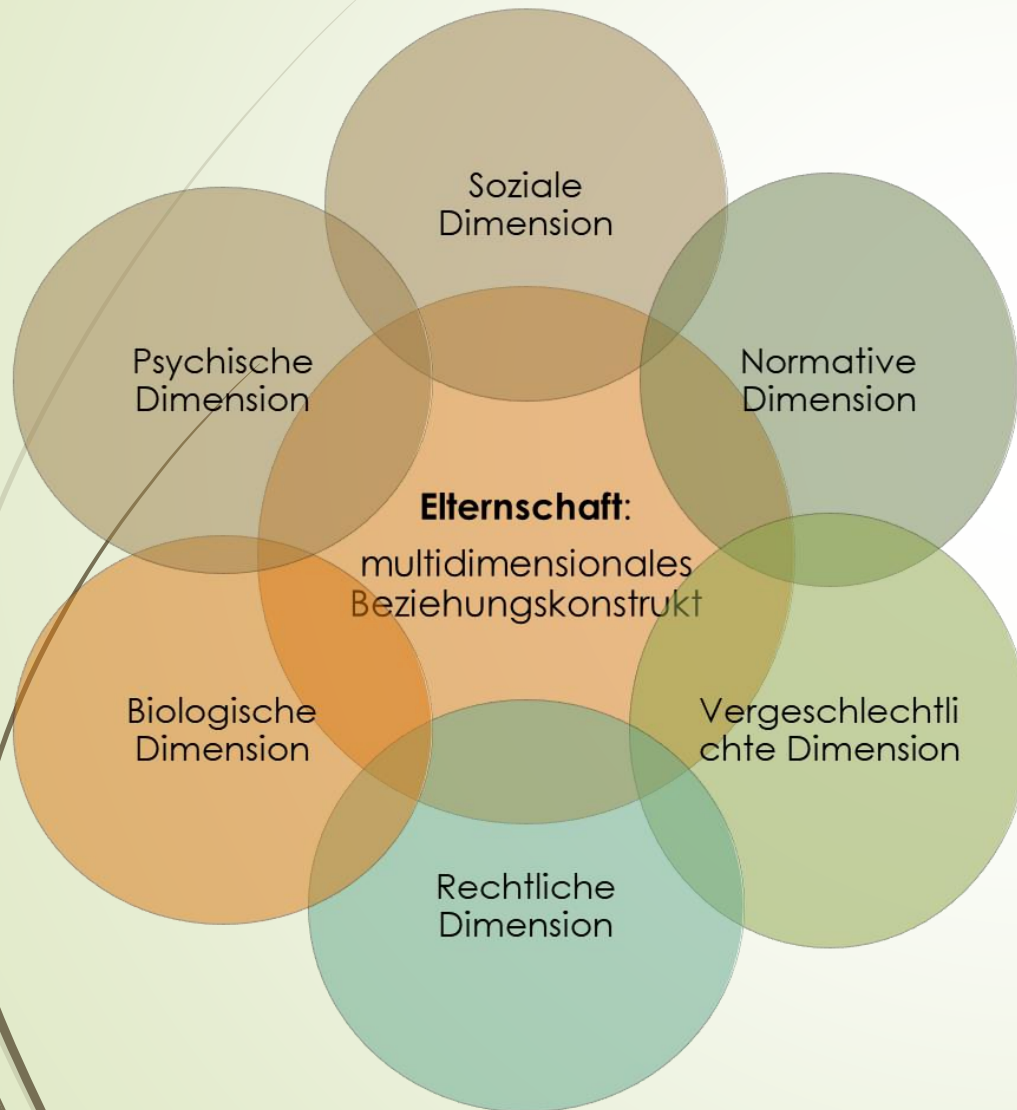 Soziale
Dimension
Psychische
Dimension
Normative
Dimension
Elternschaft:
multidimensionales
Beziehungskonstrukt
Biologische
Dimension
Vergeschlechtli
chte Dimension
Rechtliche
Dimension